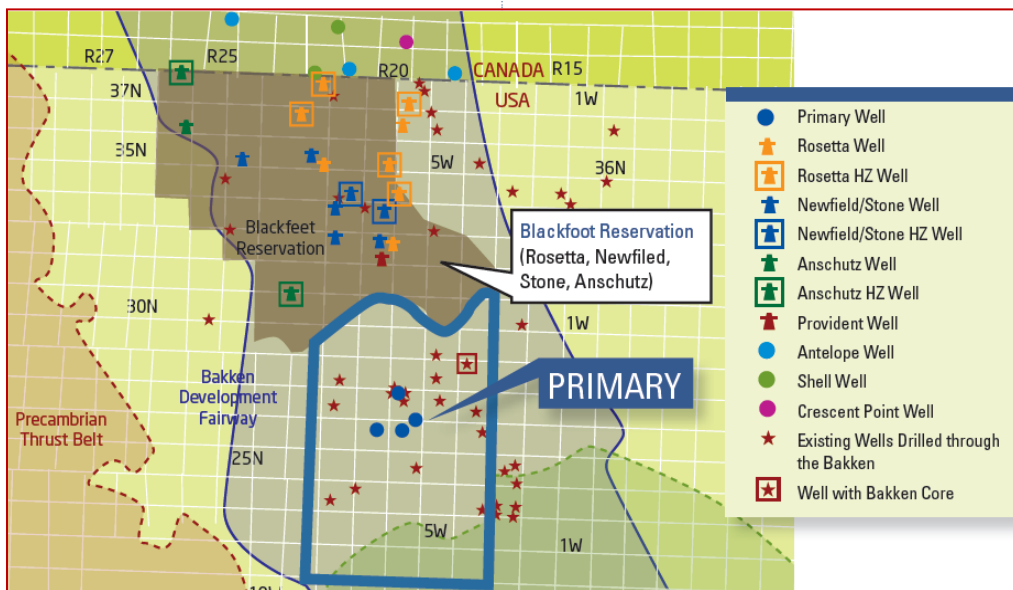 R27
R25
R20
CANADA
R15
37N
USA
1W
35N
5W
36N
Blackfeet
Reservation
Blackfoot Reservation
(Rosetta, Newfiled,
Stone, Anschutz)
30N
1W
Bakken
Development
Fairway
PRIMARY
Precambrian
Thrust Belt
25N
5W
1W
Primary Well
Rosetta Well
Rosetta HZ Well
Newfield/Stone Well
Newfield/Stone HZ Well
Anschutz Well
Anschutz HZ Well
Provident Well
Antelope Well
Shell Well
Crescent Point Well
Existing Wells Drilled through
the Bakken
Well with Bakken Core